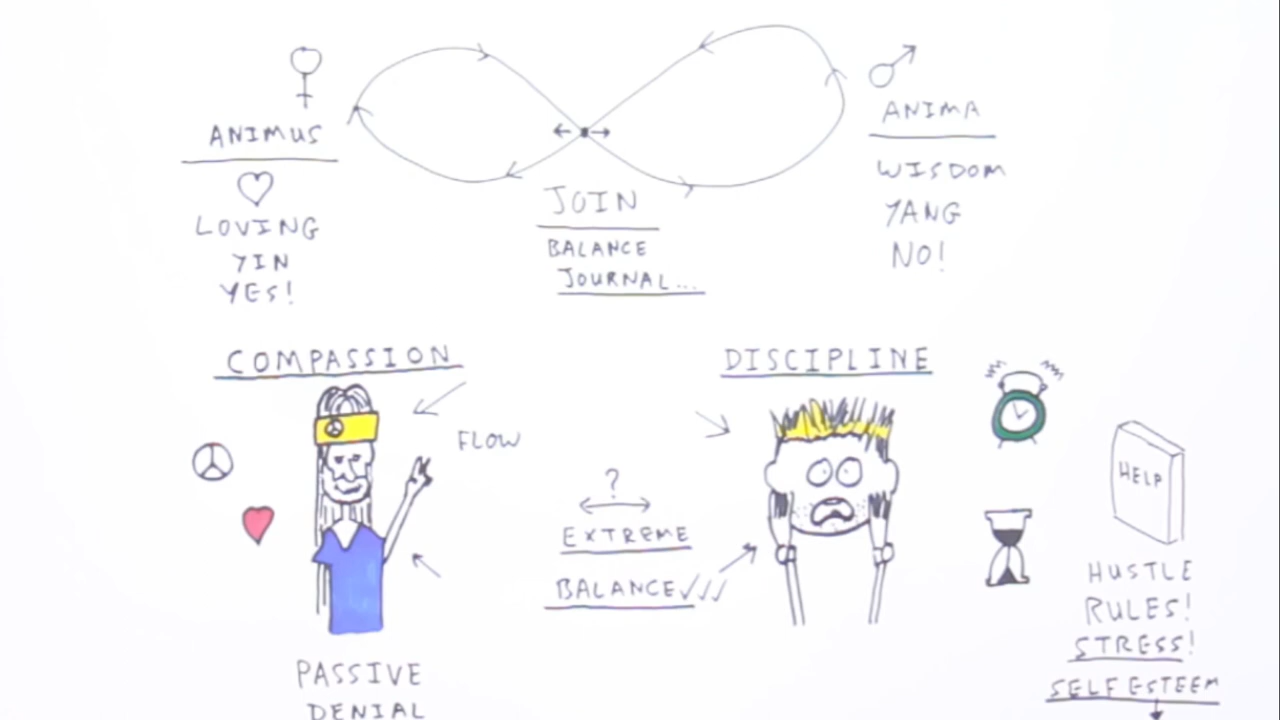 ANIMUS
LOVING
YIN
YES!
JOIN
BALANCE
JOURNAL...
ANIMA
WISDOM
YANG
NO!
COMPASSION
FLOW
PASSIVE
DENIAL
?
EXTREME
BALANCE
DISCIPLINE
HELP
HUSTLE
RULES!
STRESS!
SELF ESTEEM